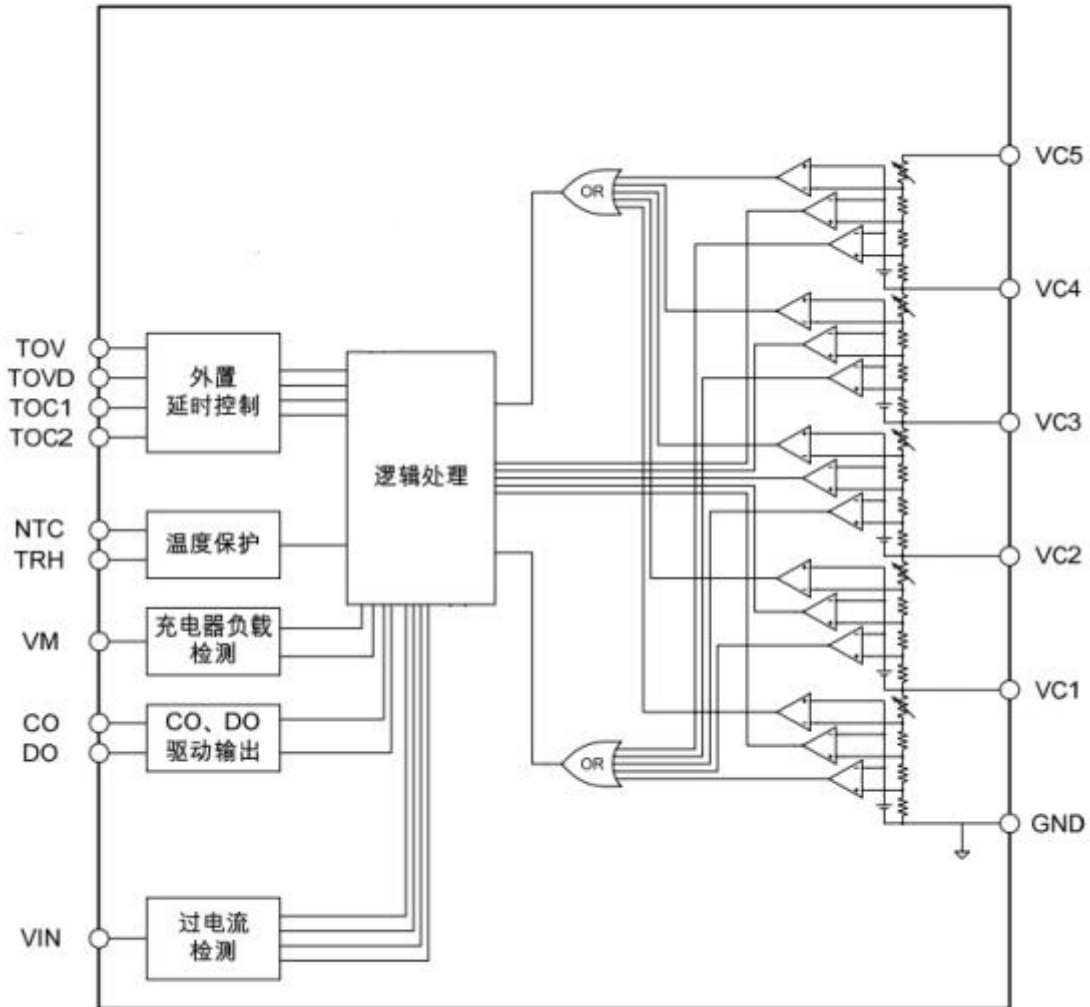 VC5
OR
VC4
TOV
TOVD
TOC1
TOC2
外置
延时控制
VC3
逻辑处理
NTC
TRH
温度保护
VC2
VM
充电器负载
检测
VC1
CO
DO
CO、DO
驱动输出
OR
GND
VIN
过电流
检测